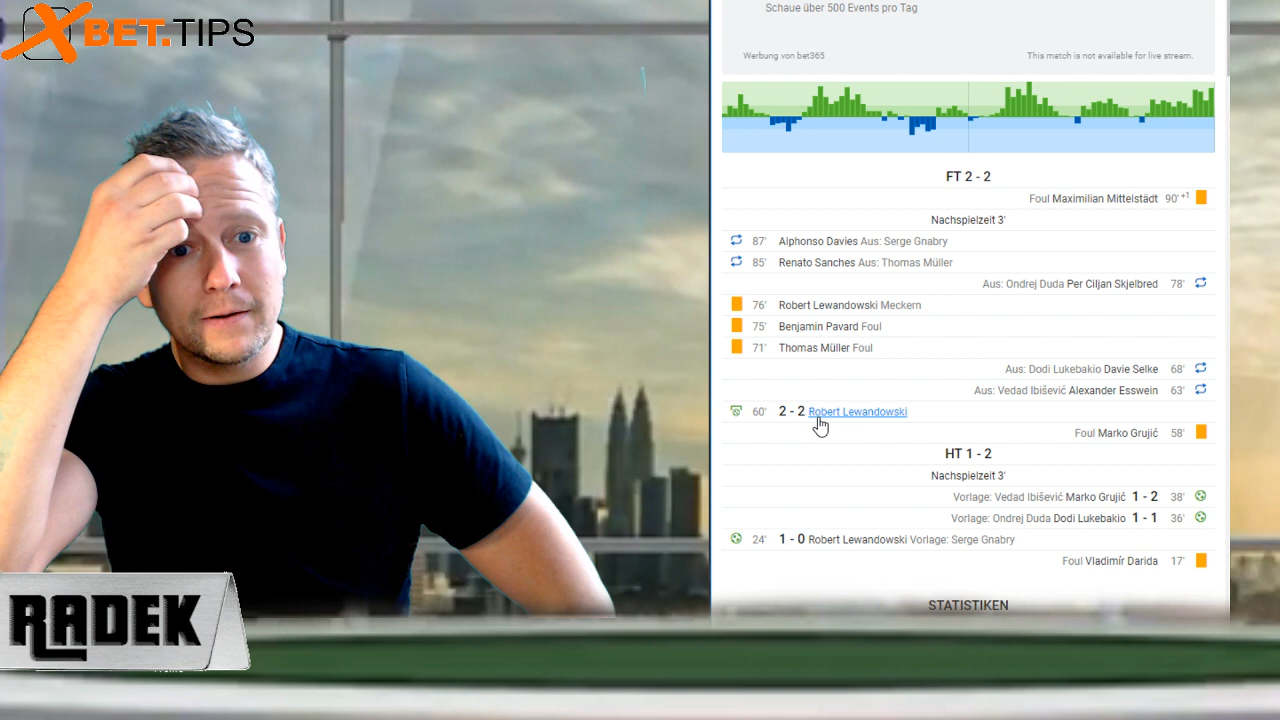 XBET.TIPS
Schaue über 500 Events pro Tag
Werbung von bet365 This match is not available for live stream.
FT 2 - 2
Foul Maximilian Mittelstädt 90' +1
Nachspielzeit 3'
87' Alphonso Davies Aus: Serge Gnabry
85' Renato Sanches Aus: Thomas Müller
Aus: Ondrej Duda Per Ciljan Skjelbred 78'
76' Robert Lewandowski Meckern
75' Benjamin Pavard Foul
71' Thomas Müller Foul
Aus: Dodi Lukebakio Davie Selke 68'
Aus: Vedad Ibišević Alexander Esswein 63'
60' 2 - 2 Robert Lewandowski
Foul Marko Grujić 58'
HT 1 - 2
Nachspielzeit 3'
Vorlage: Vedad Ibišević Marko Grujić 1 - 2 38'
Vorlage: Ondrej Duda Dodi Lukebakio 1 - 1 36'
24' 1 - 0 Robert Lewandowski Vorlage: Serge Gnabry
Foul Vladimír Darida 17'
STATISTIKEN
RADEK